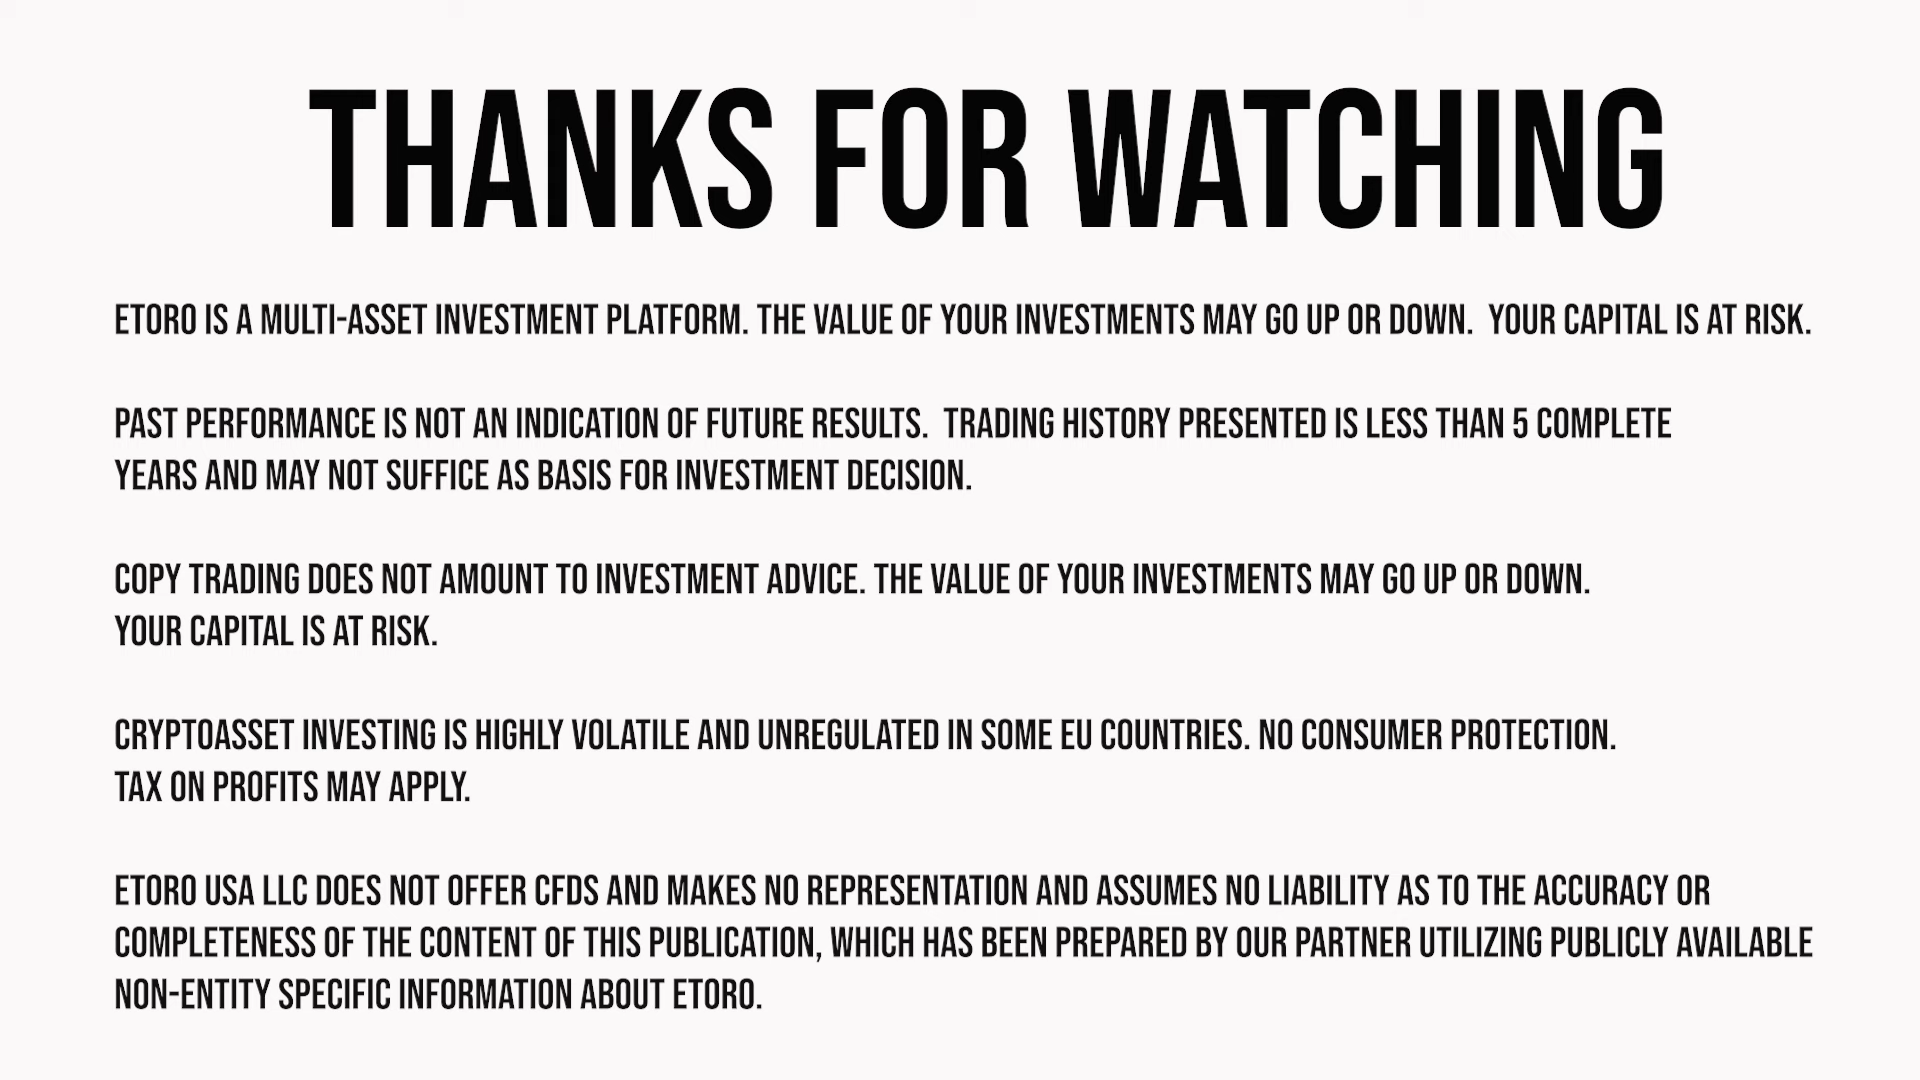 THANKS FOR WATCHING
ETORO IS A MULTI-ASSET INVESTMENT PLATFORM. THE VALUE OF YOUR INVESTMENTS MAY GO UP OR DOWN.  YOUR CAPITAL IS AT RISK.
PAST PERFORMANCE IS NOT AN INDICATION OF FUTURE RESULTS.  TRADING HISTORY PRESENTED IS LESS THAN 5 COMPLETE
YEARS AND MAY NOT SUFFICE AS BASIS FOR INVESTMENT DECISION.
COPY TRADING DOES NOT AMOUNT TO INVESTMENT ADVICE. THE VALUE OF YOUR INVESTMENTS MAY GO UP OR DOWN.
YOUR CAPITAL IS AT RISK.
CRYPTOASSET INVESTING IS HIGHLY VOLATILE AND UNREGULATED IN SOME EU COUNTRIES. NO CONSUMER PROTECTION.
TAX ON PROFITS MAY APPLY.
ETORO USA LLC DOES NOT OFFER CFDS AND MAKES NO REPRESENTATION AND ASSUMES NO LIABILITY AS TO THE ACCURACY OR
COMPLETENESS OF THE CONTENT OF THIS PUBLICATION, WHICH HAS BEEN PREPARED BY OUR PARTNER UTILIZING PUBLICLY AVAILABLE
NON-ENTITY SPECIFIC INFORMATION ABOUT ETORO.